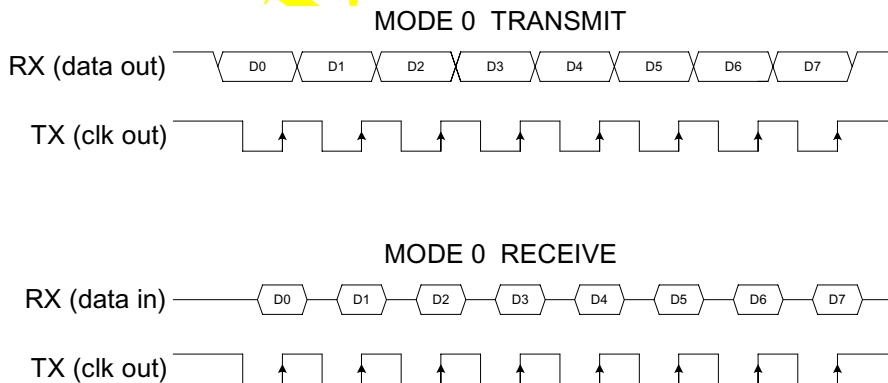 MODE 0 TRANSMIT
RX (data out) D0 D1 D2 D3 D4 D5 D6 D7
TX (clk out)
MODE 0 RECEIVE
RX (data in) D0 D1 D2 D3 D4 D5 D6 D7
TX (clk out)